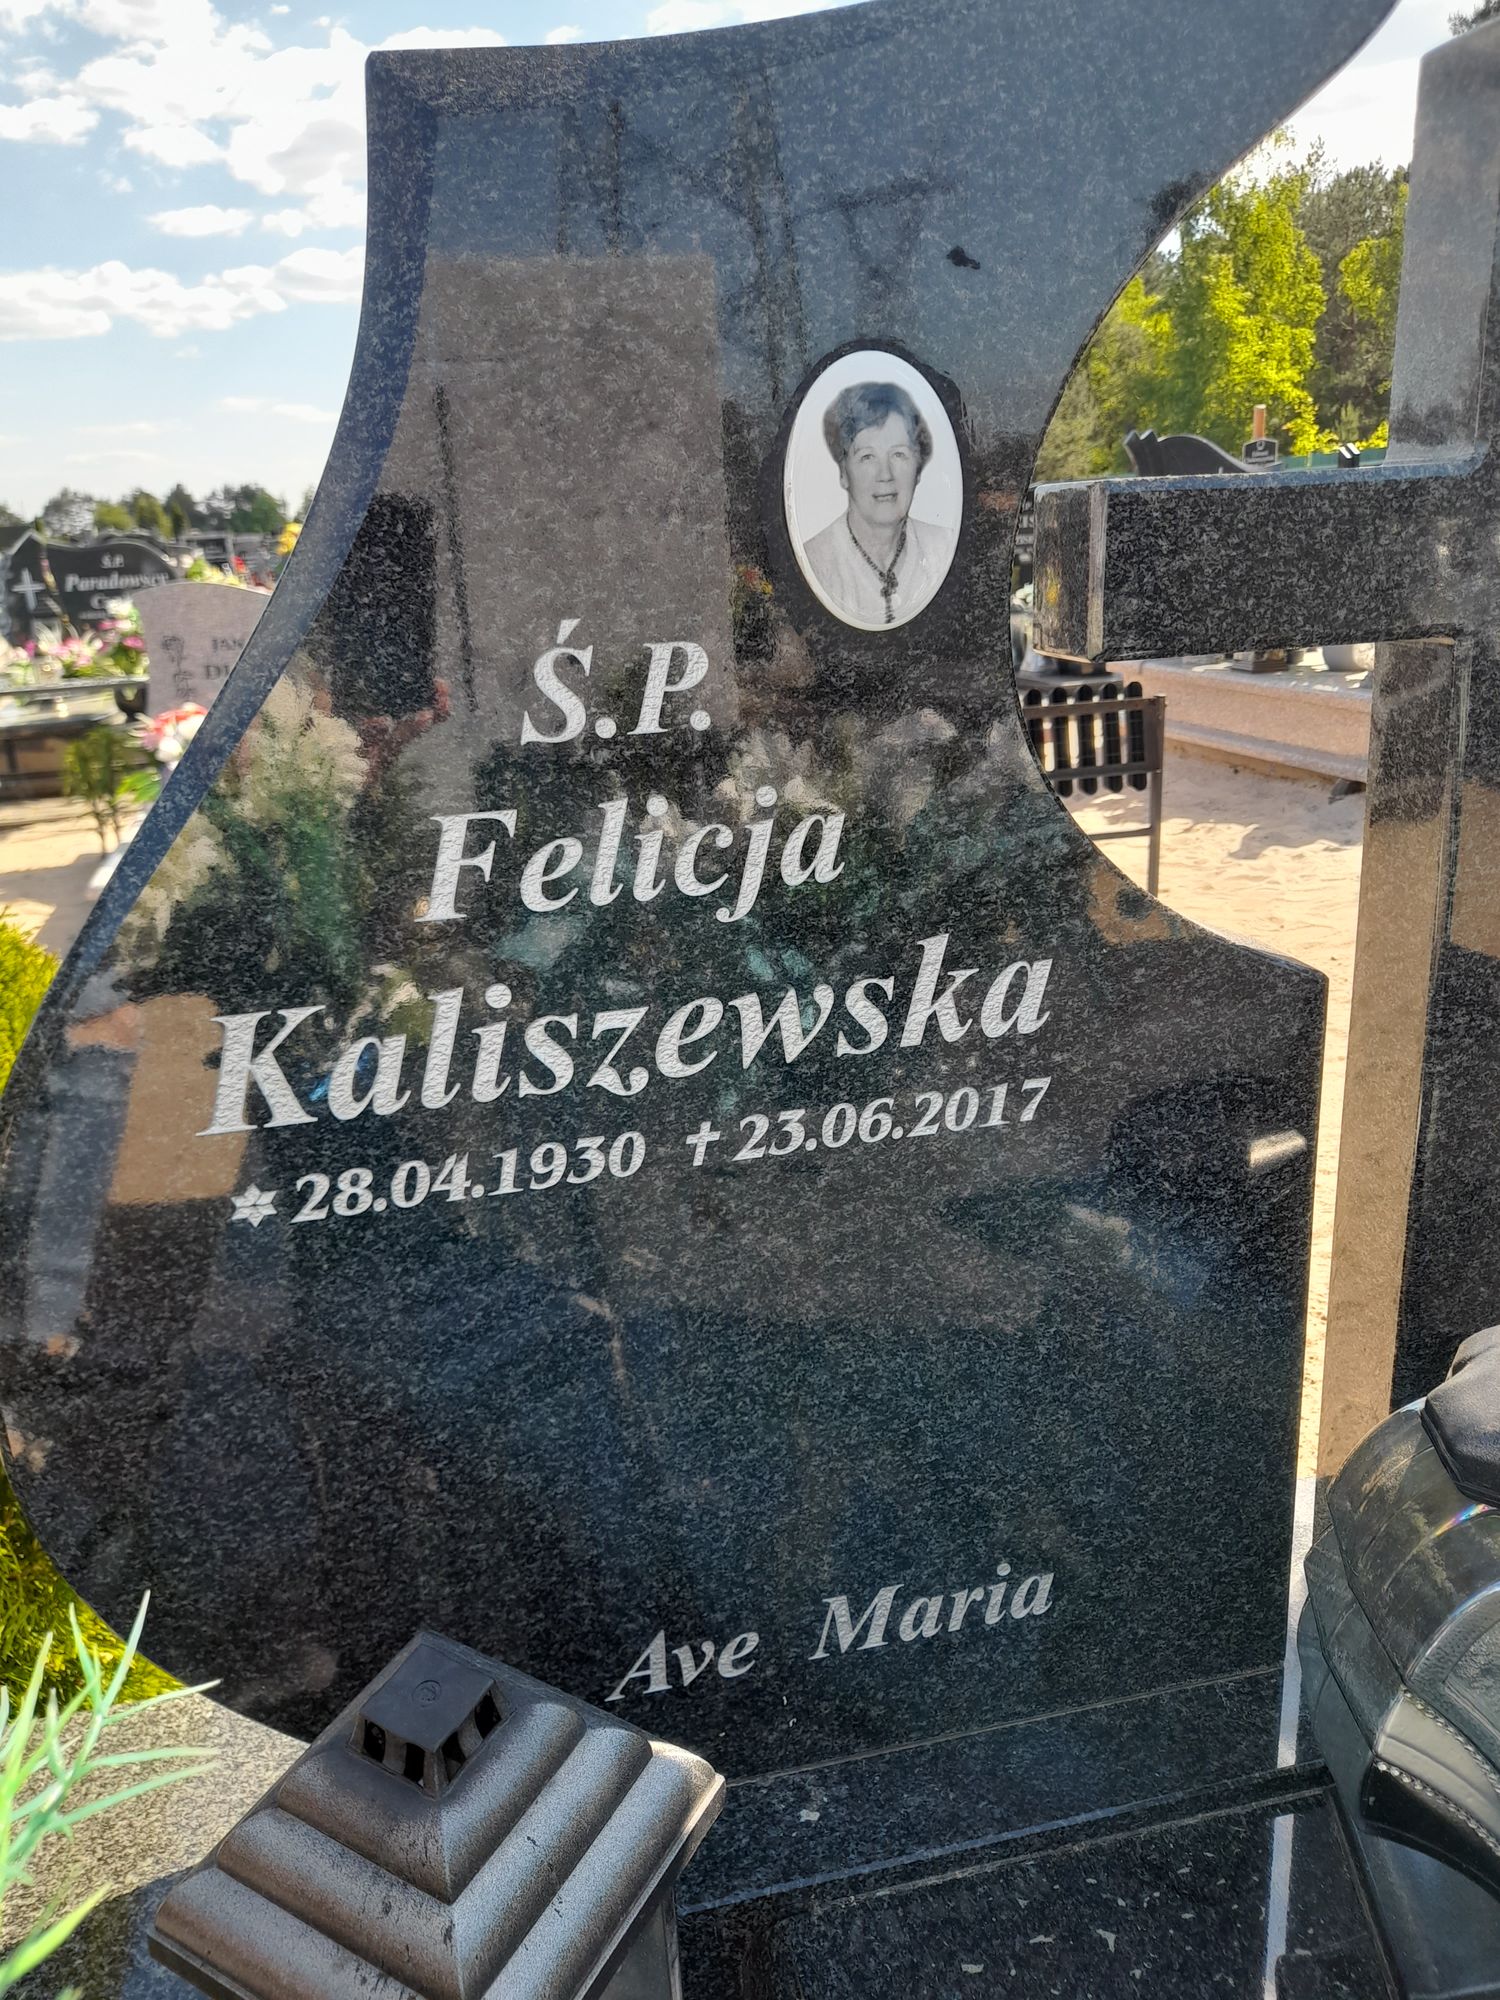 Ś.P.
Felicja
Kaliszewska
28.04.1930 ✝ 23.06.2017
Ave Maria
Ś.P.